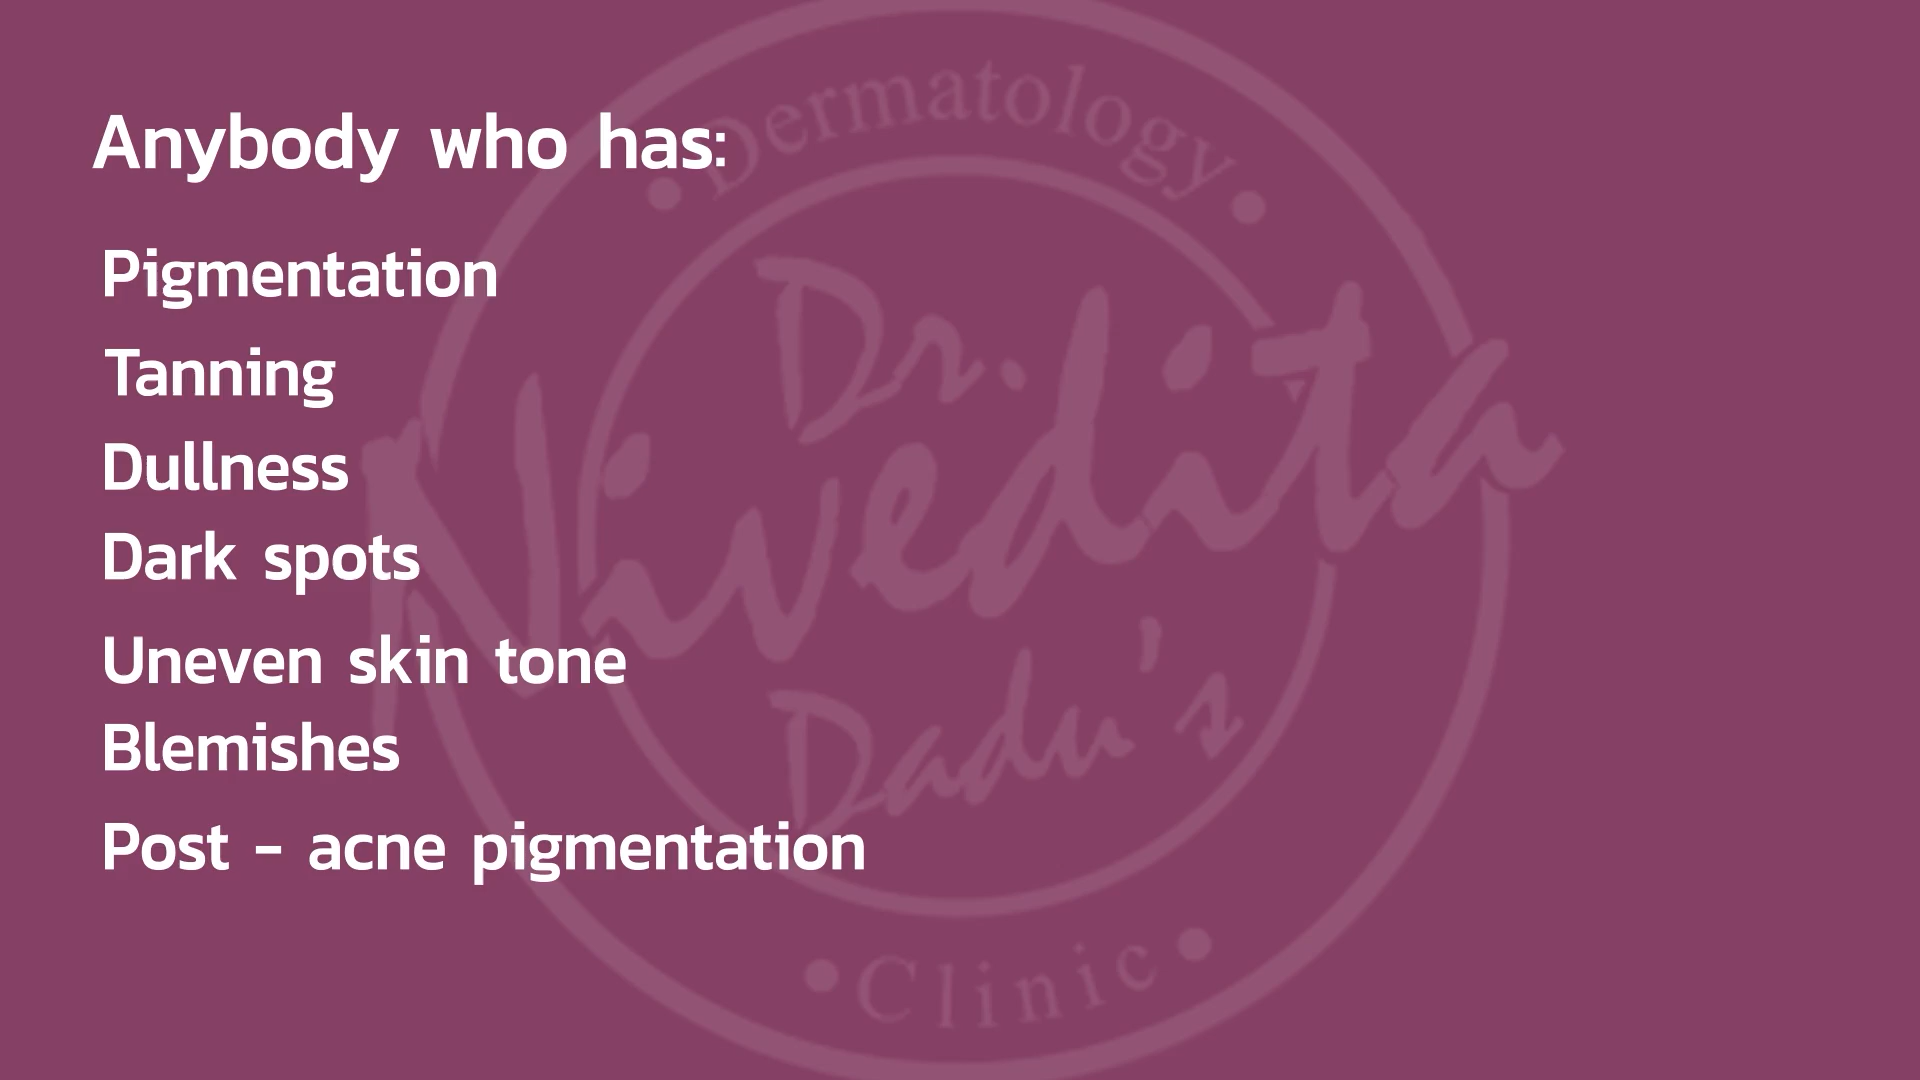 Anybody who has:
Pigmentation
Tanning
Dullness
Dark spots
Uneven skin tone
Blemishes
Post - acne pigmentation
Dermatology
Dr.
Nivedita
Dadu's
Clinic